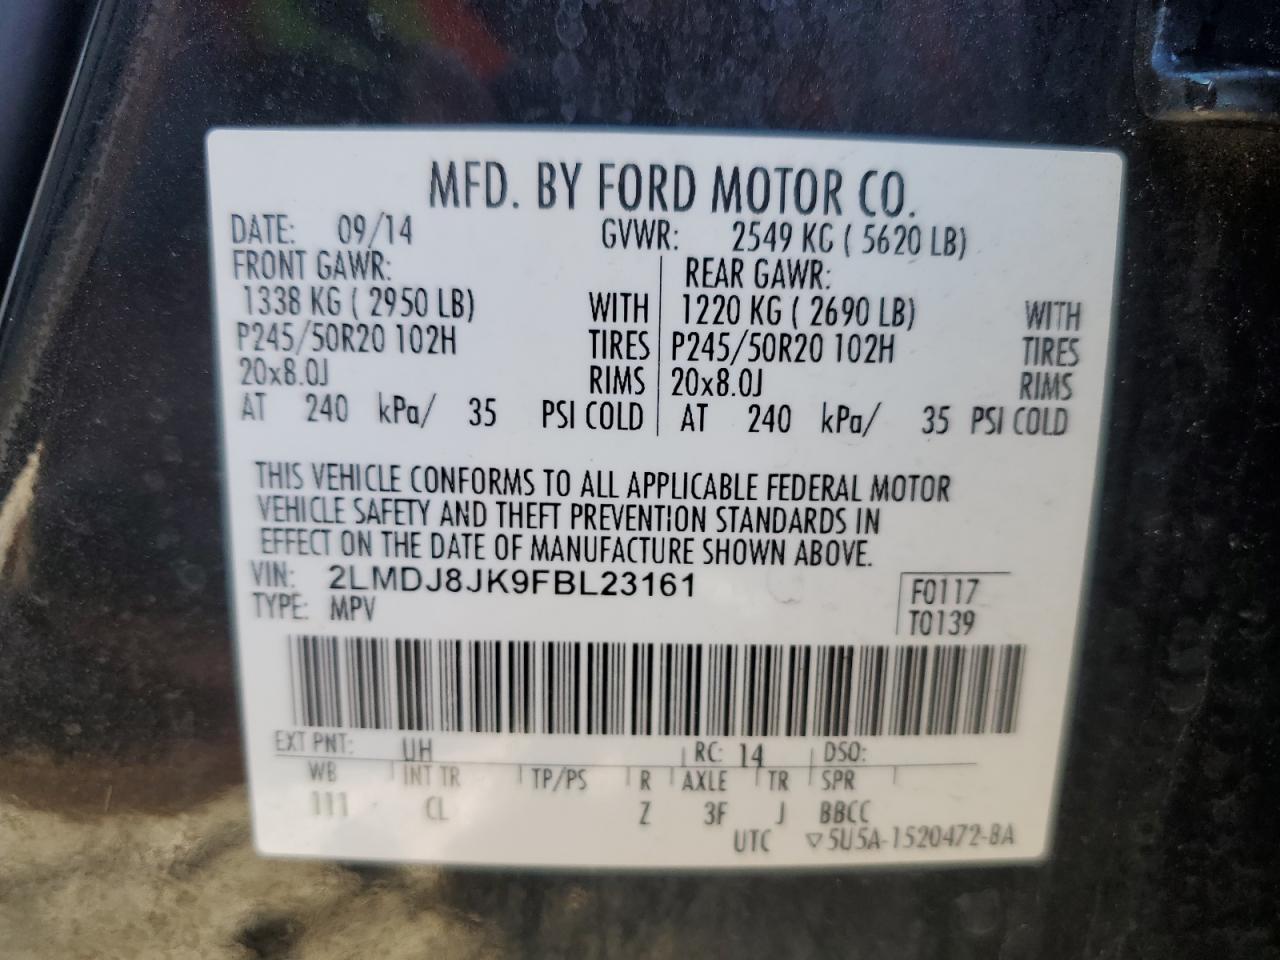 MFD. BY FORD MOTOR CO.
DATE: 09/14 GVWR: 2549 KG ( 5620 LB)
FRONT GAWR: REAR GAWR:
1338 KG ( 2950 LB) WITH 1220 KG ( 2690 LB) WITH
P245/50R20 102H TIRES P245/50R20 102H TIRES
20x8.0J RIMS 20x8.0J RIMS
AT 240 kPa/ 35 PSI COLD AT 240 kPa/ 35 PSI COLD
THIS VEHICLE CONFORMS TO ALL APPLICABLE FEDERAL MOTOR
VEHICLE SAFETY AND THEFT PREVENTION STANDARDS IN
EFFECT ON THE DATE OF MANUFACTURE SHOWN ABOVE.
VIN: 2LMDJ8JK9FBL23161 F0117
TYPE: MPV T0139
EXT PNT: UH RC: 14 DSO:
WB INT TR TP/PS R AXLE TR SPR
111 CL Z 3F J BBCC
UTC ▽5U5A-1520472-BA